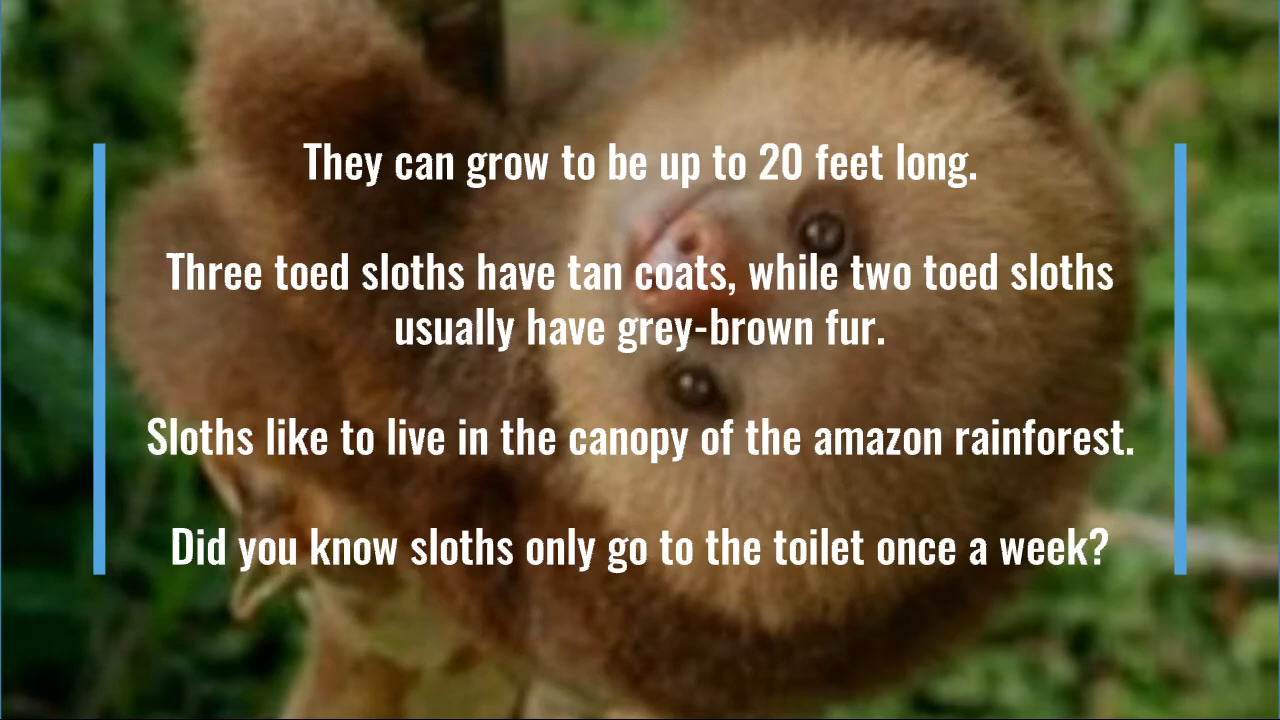 They can grow to be up to 20 feet long.
Three toed sloths have tan coats, while two toed sloths
usually have grey-brown fur.
Sloths like to live in the canopy of the amazon rainforest.
Did you know sloths only go to the toilet once a week?